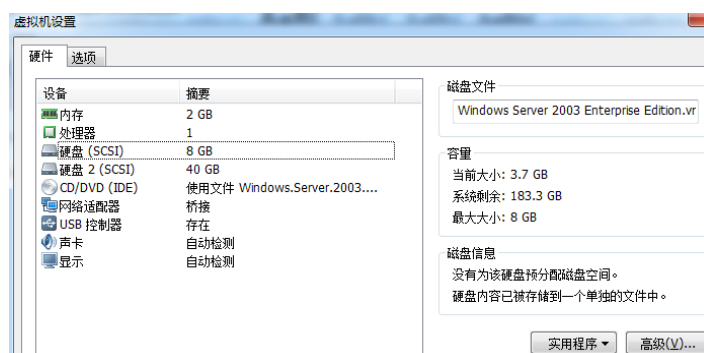 虚拟机设置
硬件 选项
设备 摘要
内存 2 GB
处理器 1
硬盘 (SCSI) 8 GB
硬盘 2 (SCSI) 40 GB
CD/DVD (IDE) 使用文件 Windows.Server.2003....
网络适配器 桥接
USB 控制器 存在
声卡 自动检测
显示 自动检测
磁盘文件
Windows Server 2003 Enterprise Edition.vr
容量
当前大小: 3.7 GB
系统剩余: 183.3 GB
最大大小: 8 GB
磁盘信息
没有为该硬盘预分配磁盘空间。
硬盘内容已被存储到一个单独的文件中。
实用程序 高级(V)...